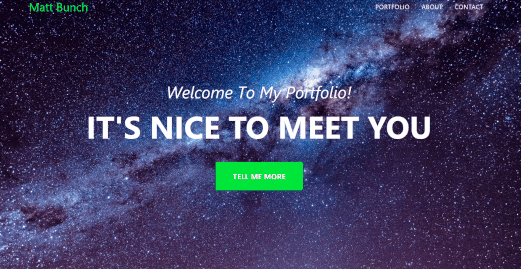 Matt Bunch
PORTFOLIO ABOUT CONTACT
Welcome To My Portfolio!
IT'S NICE TO MEET YOU
TELL ME MORE